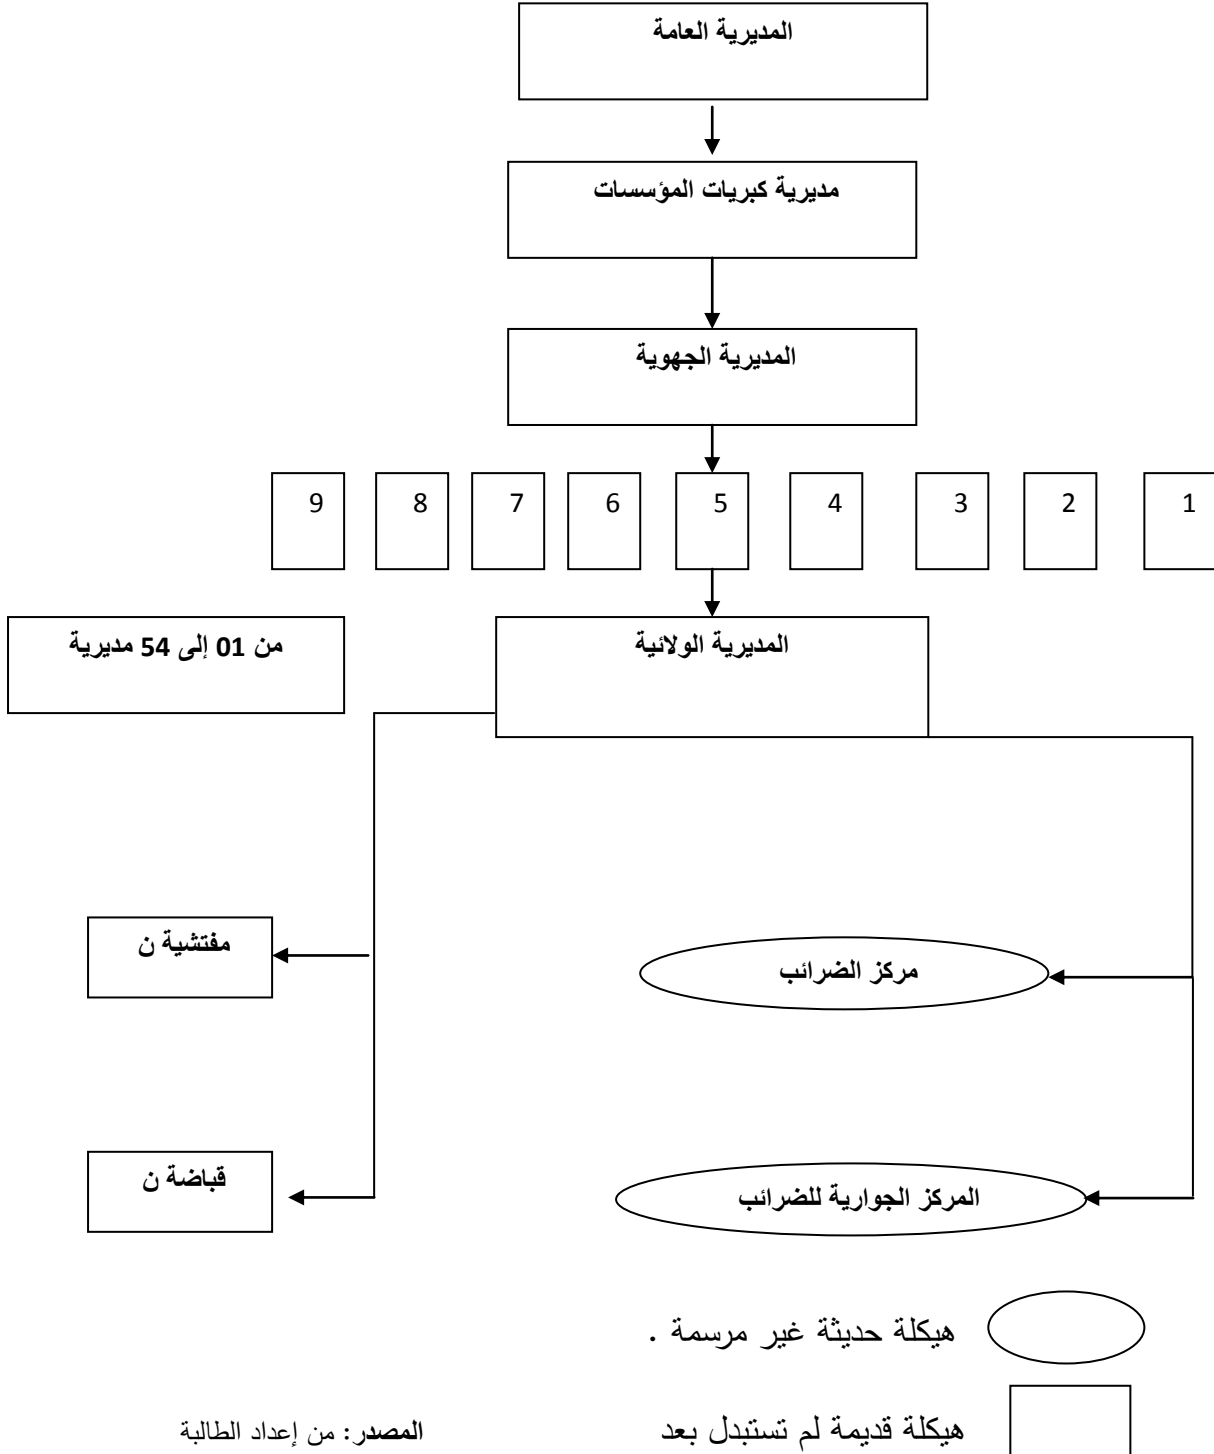 المديرية العامة
مديرية كبريات المؤسسات
المديرية الجهوية
1 2 3 4 5 6 7 8 9
المديرية الولائية
من 01 إلى 54 مديرية
مفتشية ن
مركز الضرائب
قباضة ن
المركز الجوارية للضرائب
هيكلة حديثة غير مرسمة .
هيكلة قديمة لم تستبدل بعد
المصدر: من إعداد الطالبة